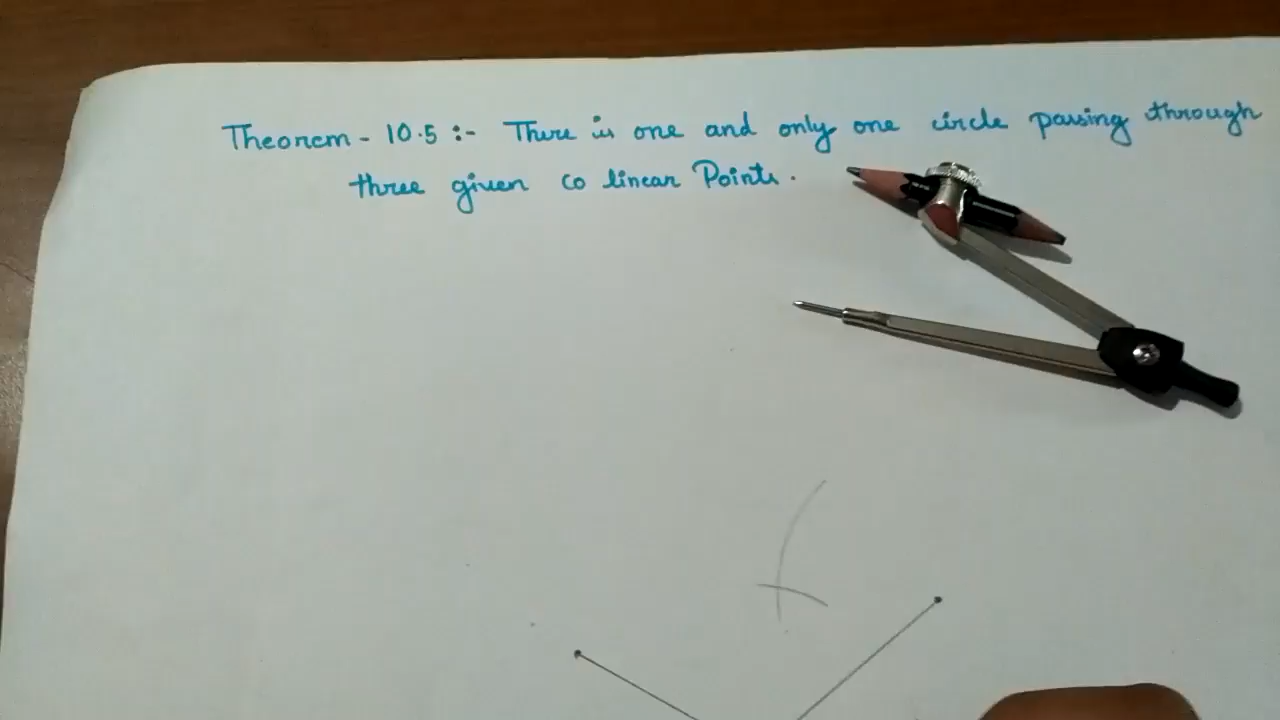 Theorem - 10.5 :- There is one and only one circle passing through
three given co linear Points.